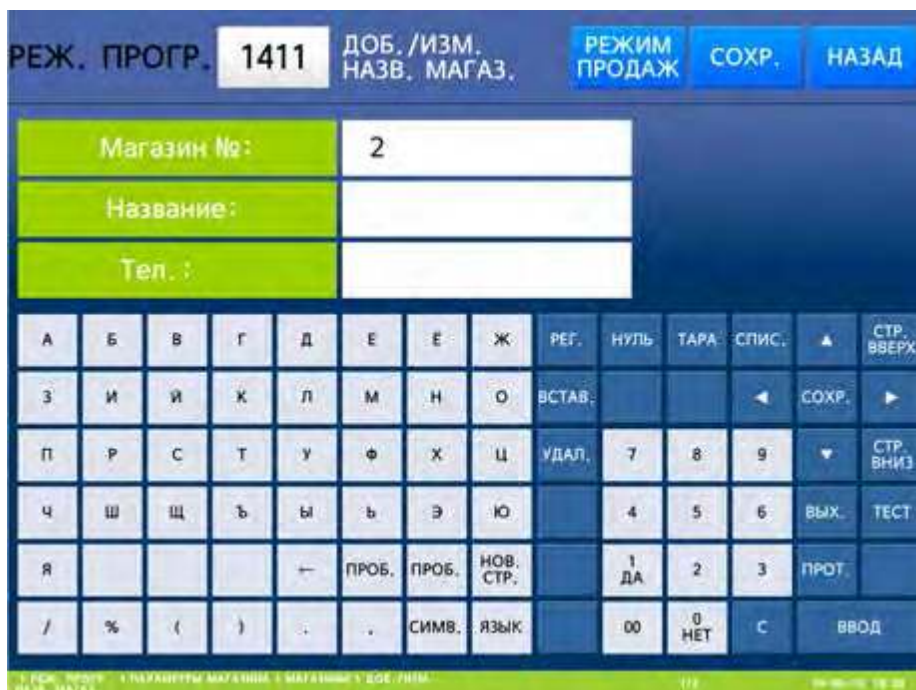 РЕЖ. ПРОГР. 1411 ДОБ./ИЗМ. РЕЖИМ СОХР. НАЗАД
НАЗВ. МАГАЗ. ПРОДАЖ
Магазин №: 2
Название:
Тел.:
А Б В Г Д Е Ё Ж РЕГ. НУЛЬ ТАРА СПИС. ▲ СТР. ВВЕРХ
З И Й К Л М Н О ВСТАВ. ◄ СОХР. ►
П Р С Т У Ф Х Ц УДАЛ. 7 8 9 ▼ СТР. ВНИЗ
Ч Ш Щ Ъ Ы Ь Э Ю 4 5 6 ВЫХ. ТЕСТ
Я ← ПРОБ. ПРОБ. НОВ. СТР. 1 ДА 2 3 ПРОТ.
/ % ( ) . СИМВ. ЯЗЫК 00 0 НЕТ С ВВОД